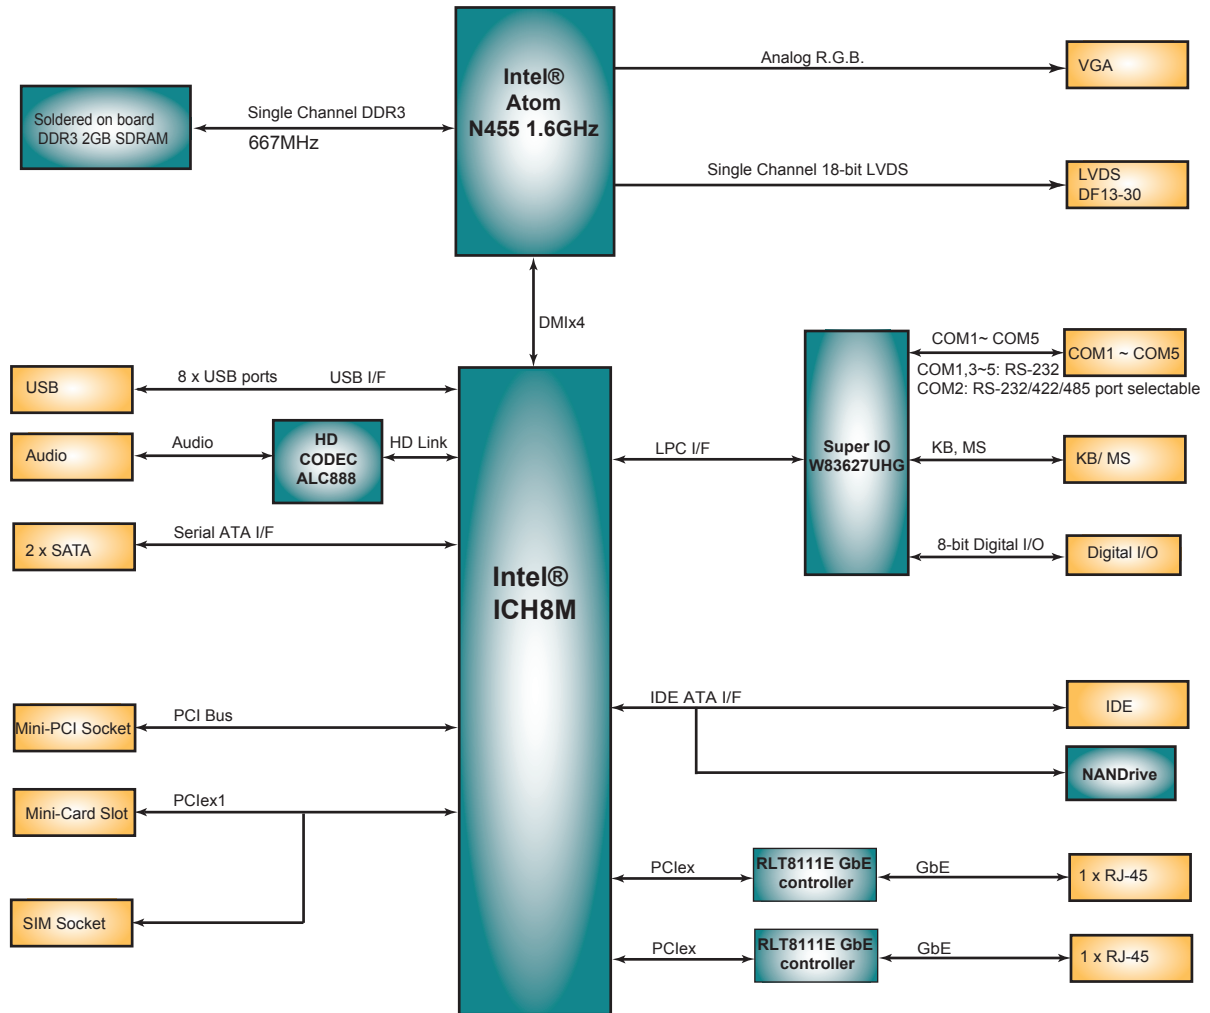 Intel®
Atom
N455 1.6GHz
Analog R.G.B.
VGA
Soldered on board
DDR3 2GB SDRAM
Single Channel DDR3
667MHz
Single Channel 18-bit LVDS
LVDS
DF13-30
DMIx4
USB
8 x USB ports
USB I/F
Audio
Audio
HD
CODEC
ALC888
HD Link
2 x SATA
Serial ATA I/F
Intel®
ICH8M
LPC I/F
Super IO
W83627UHG
COM1~ COM5
COM1 ~ COM5
COM1,3~5: RS-232
COM2: RS-232/422/485 port selectable
KB, MS
KB/ MS
8-bit Digital I/O
Digital I/O
Mini-PCI Socket
PCI Bus
IDE ATA I/F
IDE
NANDrive
Mini-Card Slot
PCIex1
SIM Socket
PCIex
RLT8111E GbE
controller
GbE
1 x RJ-45
PCIex
RLT8111E GbE
controller
GbE
1 x RJ-45